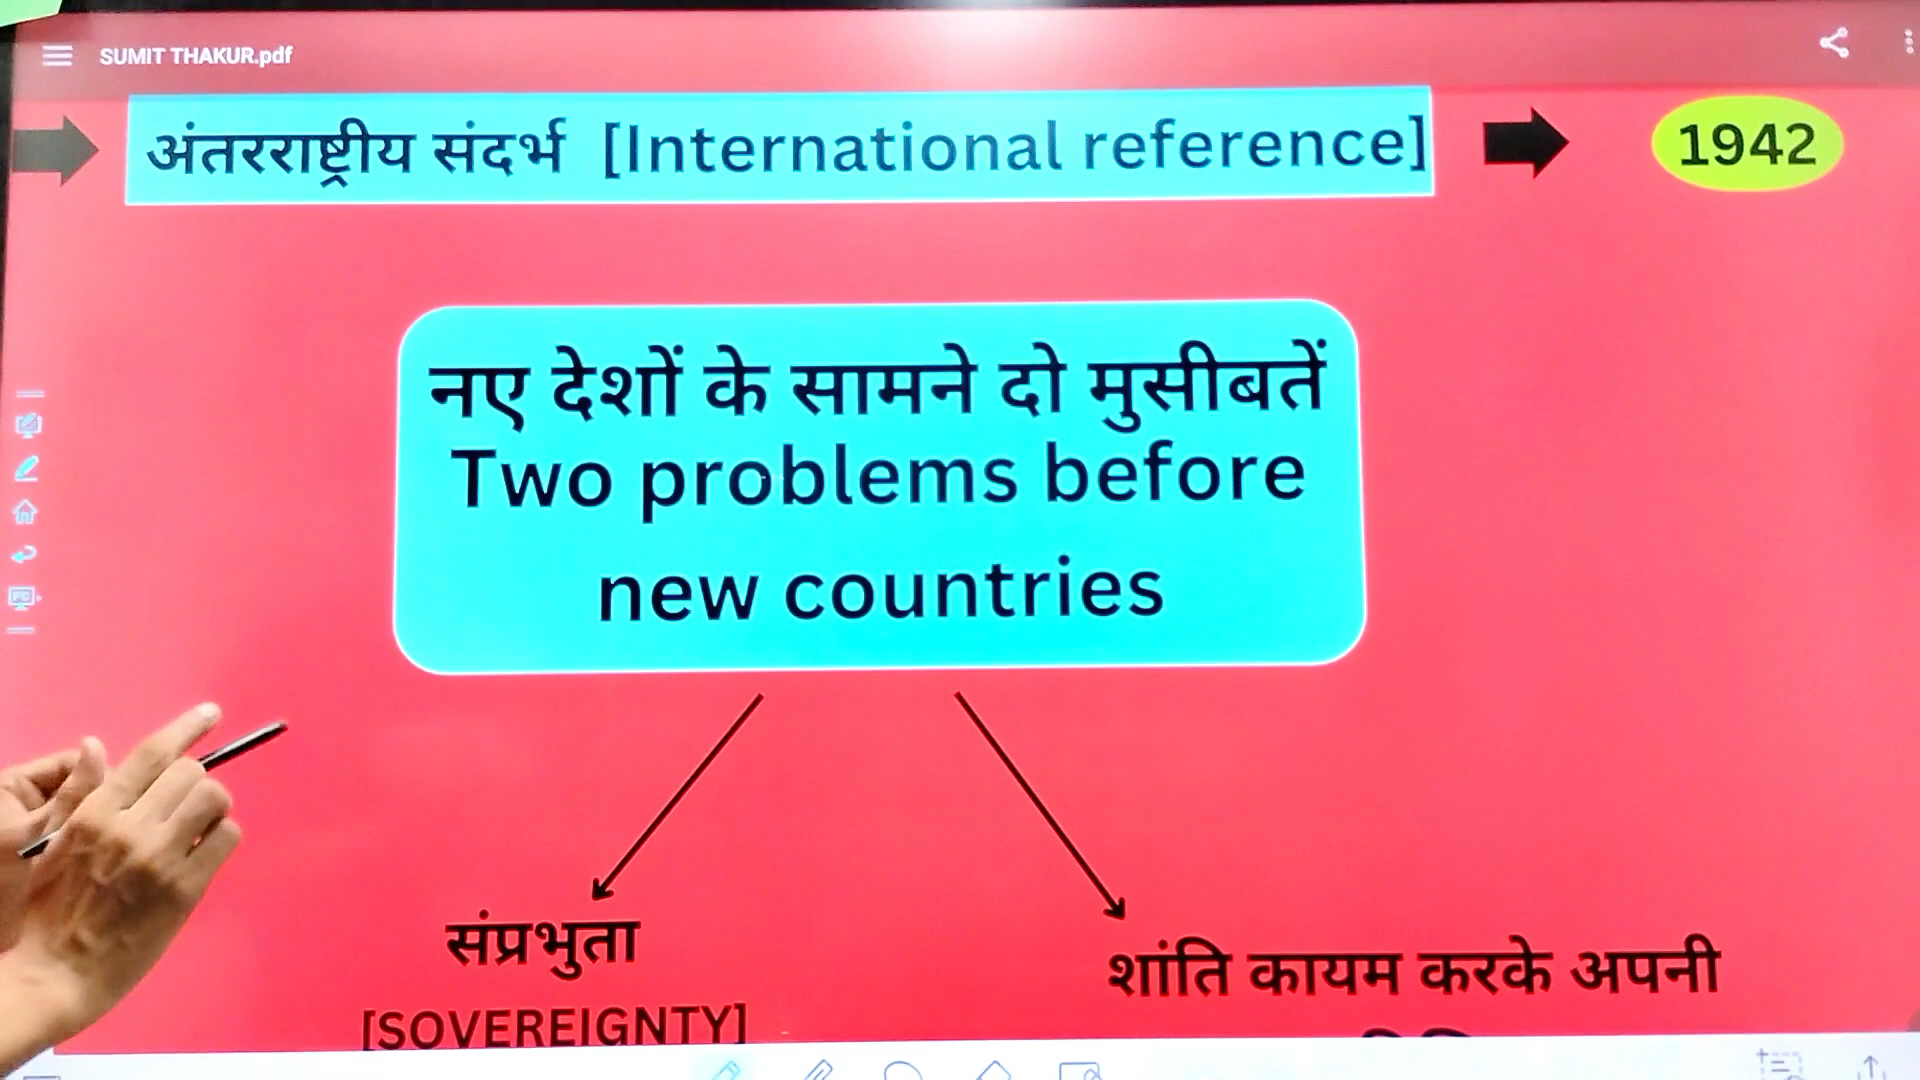 SUMIT THAKUR.pdf
अंतरराष्ट्रीय संदर्भ [International reference]
1942
नए देशों के सामने दो मुसीबतें
Two problems before
new countries
संप्रभुता
[SOVEREIGNTY]
शांति कायम करके अपनी